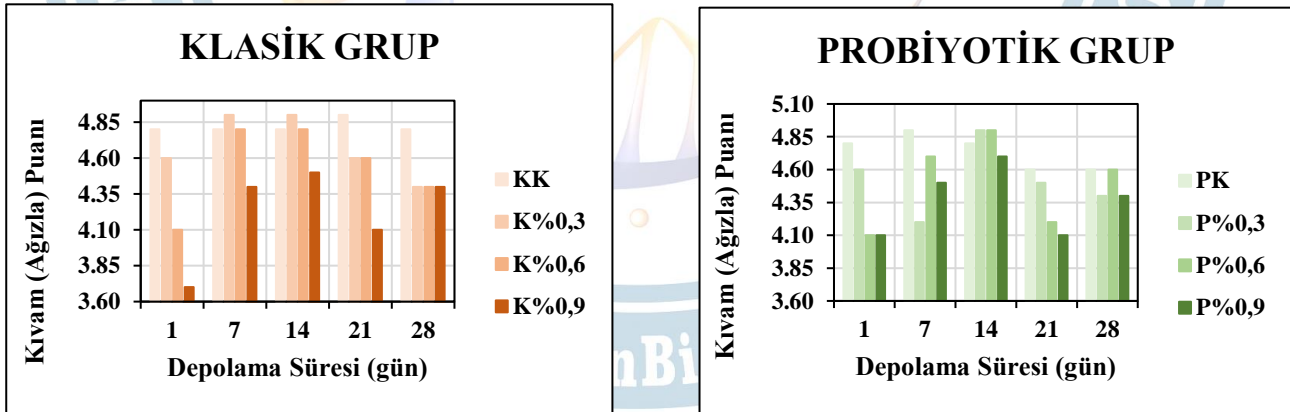 KLASİK GRUP
Kıvam (Ağızla) Puanı
4.85
4.60
4.35
4.10
3.85
3.60
1 7 14 21 28
Depolama Süresi (gün)
KK
K%0,3
K%0,6
K%0,9
PROBİYOTİK GRUP
Kıvam (Ağızla) Puanı
5.10
4.85
4.60
4.35
4.10
3.85
3.60
1 7 14 21 28
Depolama Süresi (gün)
PK
P%0,3
P%0,6
P%0,9
nBi